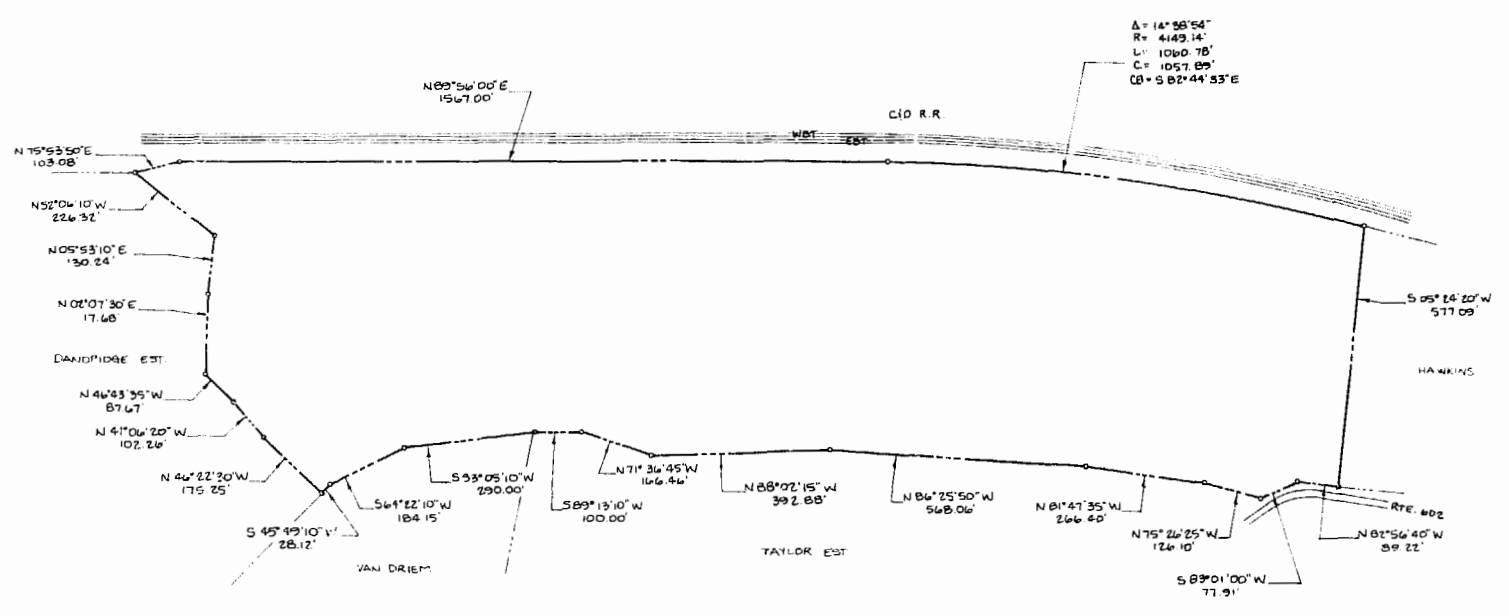 Δ= 14°38'54"
R= 4149.14'
L= 1060.78'
C= 1057.89'
CB= S 82°44'33"E
N 89°56'00" E
1567.00'
C&O R.R.
WBT
EBT
N 75°53'50"E
103.08'
N52°06'10"W
226.32'
N 05°53'10" E
130.24'
N 02°07'30" E
17.68'
S 05°24'20" W
577.09'
DANDRIDGE EST.
HAWKINS
N 46°43'35"W
87.67'
N 41°06'20" W
102.26'
N 46°22'30"W
175.25'
S 45°49'10"
28.12'
S64°22'10"W
184.15'
S 83°05'10"W
290.00'
S89°13'10"W
100.00'
N71°36'45"W
166.46'
N 88°02'15"W
392.88'
N 86°25'50"W
568.06'
N 81°47'35"W
266.40'
N75°26'25"W
126.10'
RTE. 602
N 82°56'40"W
89.22'
S 83°01'00"W
77.91'
VAN DRIEM
TAYLOR EST